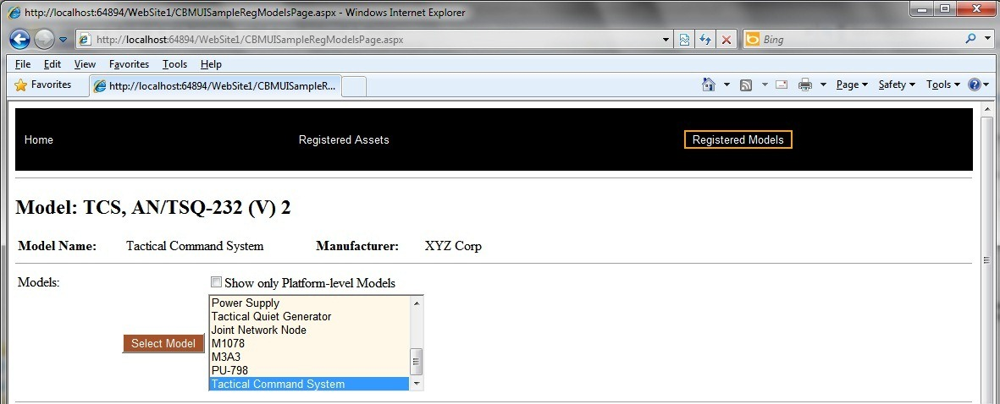 http://localhost:64894/WebSite1/CBMUISampleRegModelsPage.aspx - Windows Internet Explorer
http://localhost:64894/WebSite1/CBMUISampleRegModelsPage.aspx
Bing
File Edit View Favorites Tools Help
Favorites http://localhost:64894/WebSite1/CBMUISampleR... Page Safety Tools
Home Registered Assets Registered Models
Model: TCS, AN/TSQ-232 (V) 2
Model Name: Tactical Command System Manufacturer: XYZ Corp
Models: Show only Platform-level Models
Power Supply
Tactical Quiet Generator
Joint Network Node
M1078
Select Model
M3A3
PU-798
Tactical Command System